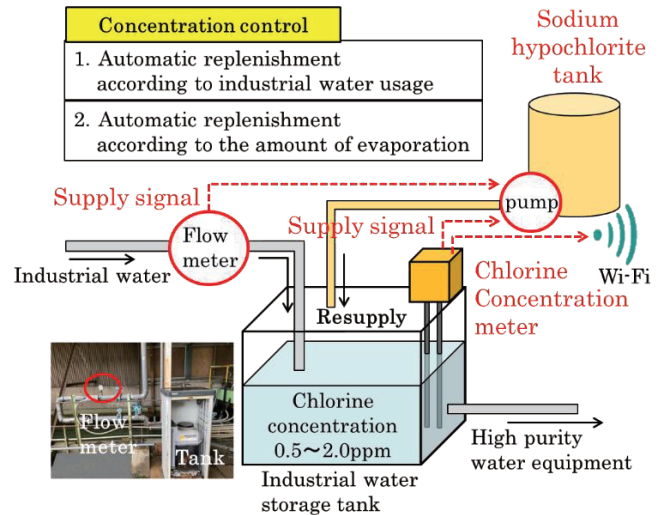 Concentration control
1. Automatic replenishment
according to industrial water usage
2. Automatic replenishment
according to the amount of evaporation
Sodium
hypochlorite
tank
Supply signal
pump
Supply signal
Flow
meter
Industrial water
Wi-Fi
Chlorine
Concentration
meter
Resupply
Chlorine
concentration
0.5～2.0ppm
Flow
meter
Tank
High purity
water equipment
Industrial water
storage tank